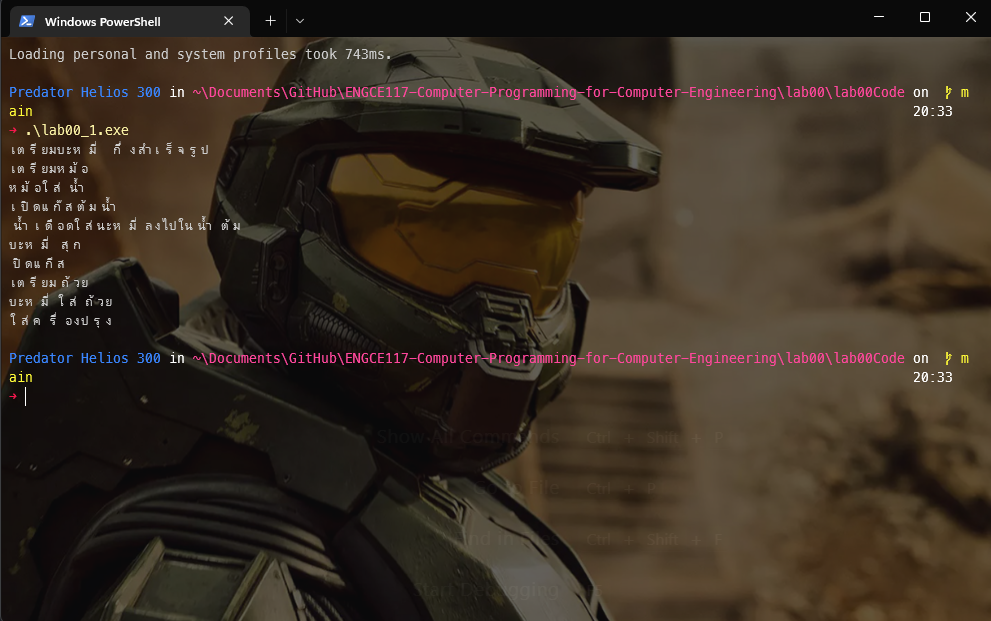 Windows PowerShell
Loading personal and system profiles took 743ms.
Predator Helios 300 in ~\Documents\GitHub\ENGCE117-Computer-Programming-for-Computer-Engineering\lab00\lab00Code on m
ain 20:33
→ .\lab00_1.exe
เตรียมบะหมี่กึ่งสำเร็จรูป
เตรียมหม้อ
หม้อใส่น้ำ
เปิดแก๊สต้มน้ำ
น้ำเดือดใส่บะหมี่ลงไปในน้ำต้ม
บะหมี่สุก
ปิดแก๊ส
เตรียมถ้วย
บะหมี่ใส่ถ้วย
ใส่ครื่องปรุง
Predator Helios 300 in ~\Documents\GitHub\ENGCE117-Computer-Programming-for-Computer-Engineering\lab00\lab00Code on m
ain 20:33
→
Show All Commands Ctrl + Shift + P
File Ctrl + P
Find in Files Ctrl + Shift + F
Start Debugging